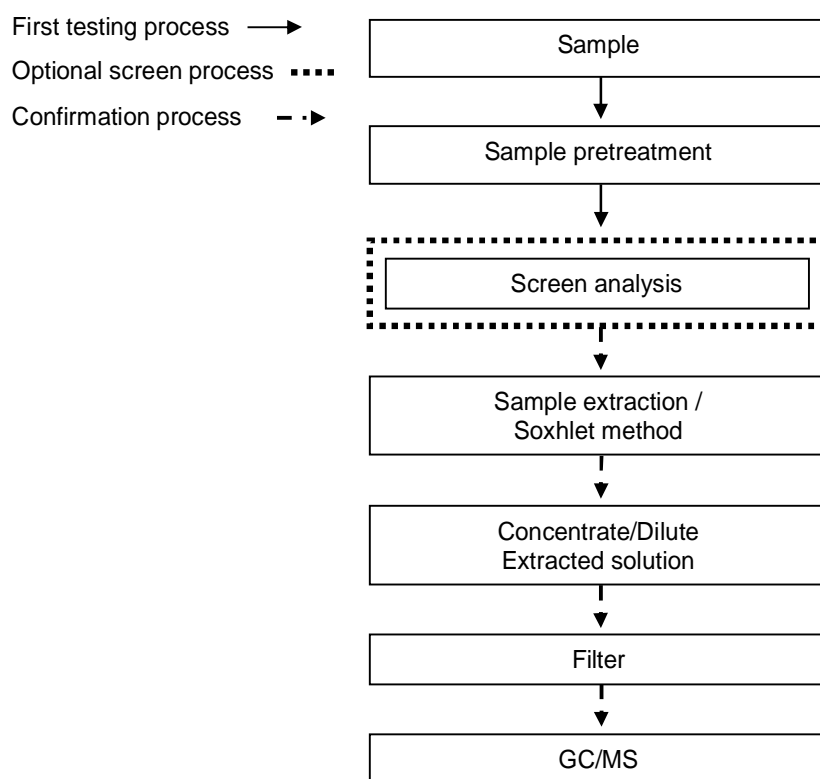 First testing process
Optional screen process
Confirmation process
Sample
Sample pretreatment
Screen analysis
Sample extraction /
Soxhlet method
Concentrate/Dilute
Extracted solution
Filter
GC/MS